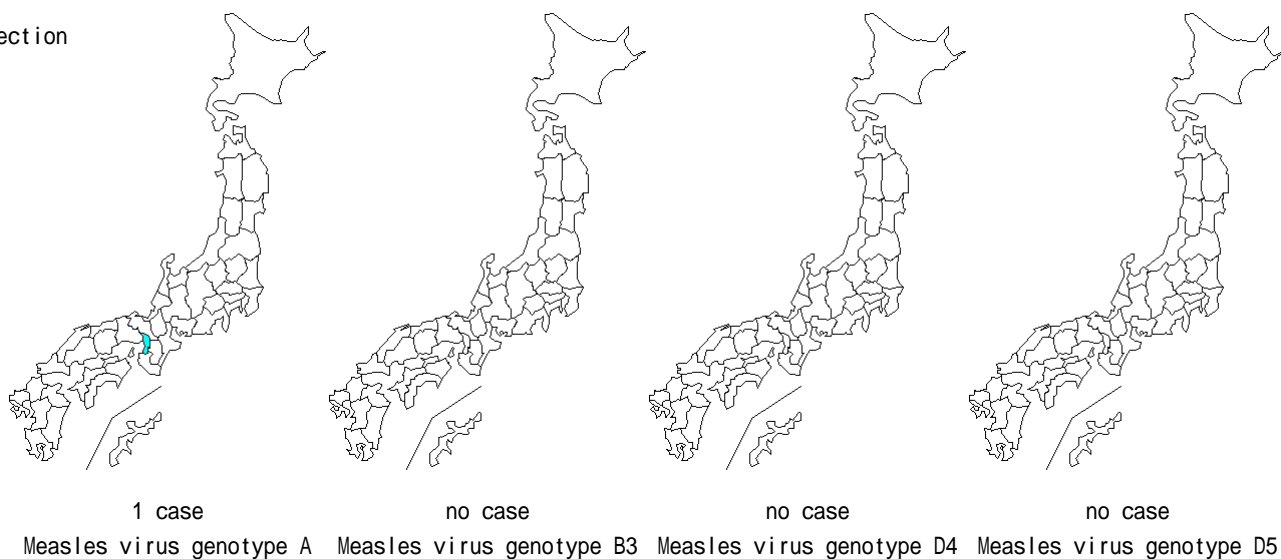 ection
1 case no case no case no case
Measles virus genotype A Measles virus genotype B3 Measles virus genotype D4 Measles virus genotype D5